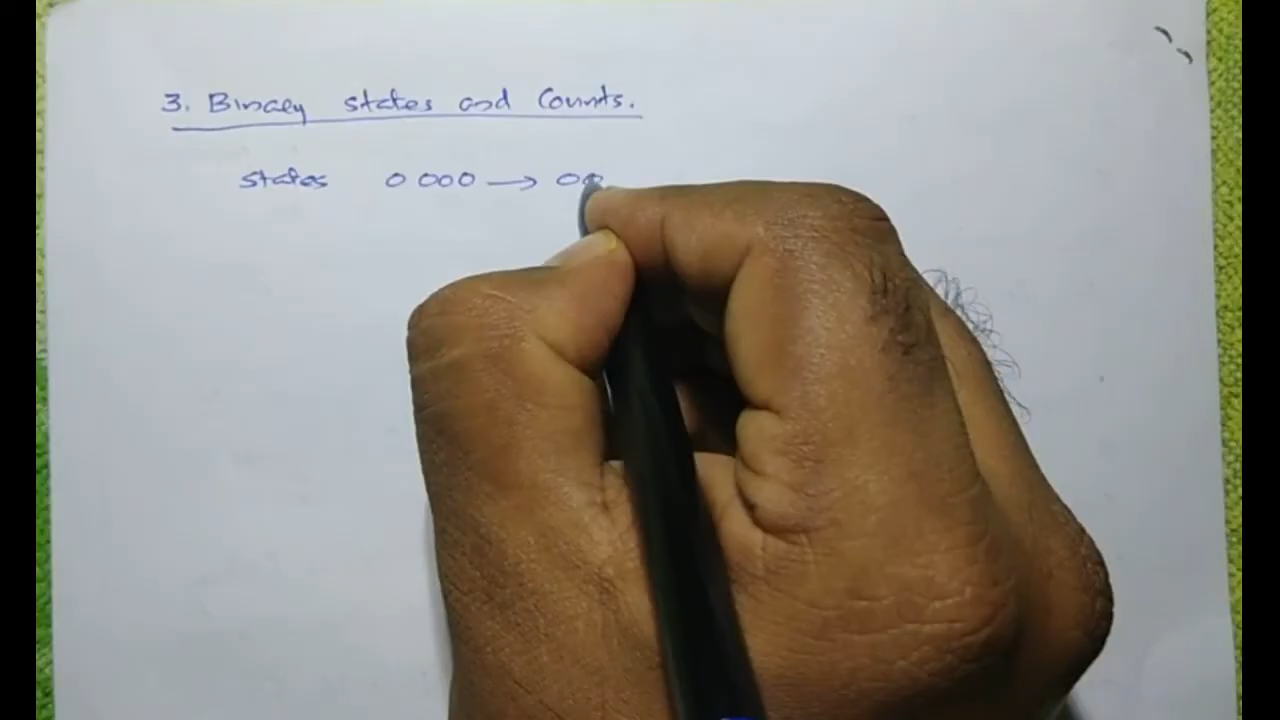 3. Binary states and Counts.
states 0 000 → 00